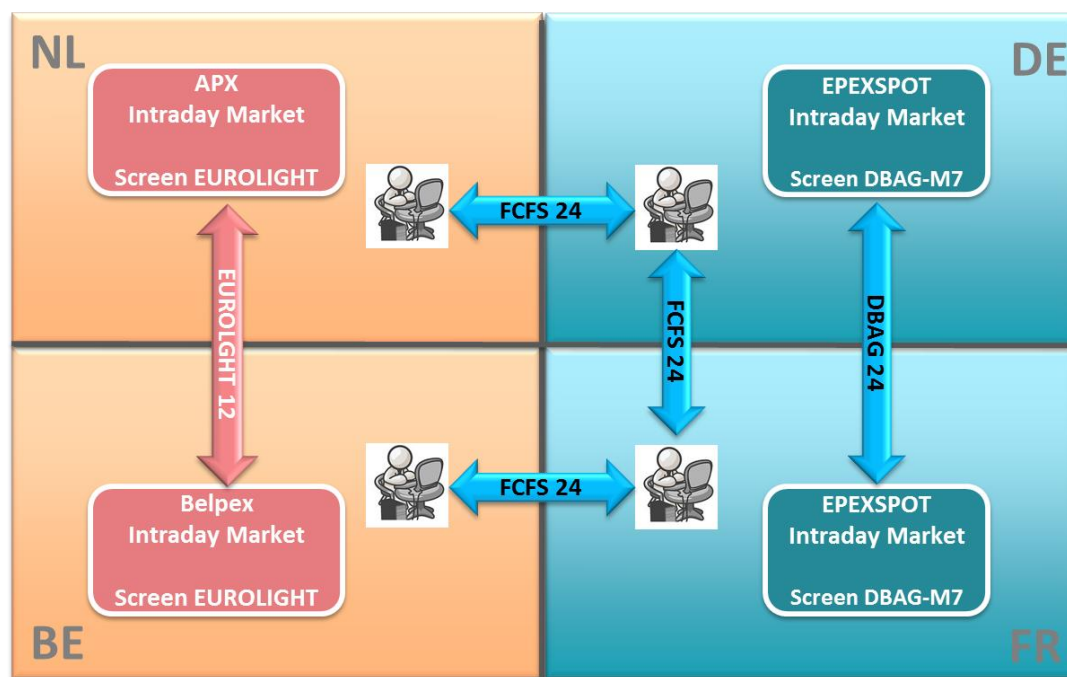 NL
APX
Intraday Market
Screen EUROLIGHT
DE
EPEXSPOT
Intraday Market
Screen DBAG-M7
FCFS 24
EUROLGHT 12
FCFS 24
DBAG 24
FCFS 24
Belpex
Intraday Market
Screen EUROLIGHT
BE
EPEXSPOT
Intraday Market
Screen DBAG-M7
FR